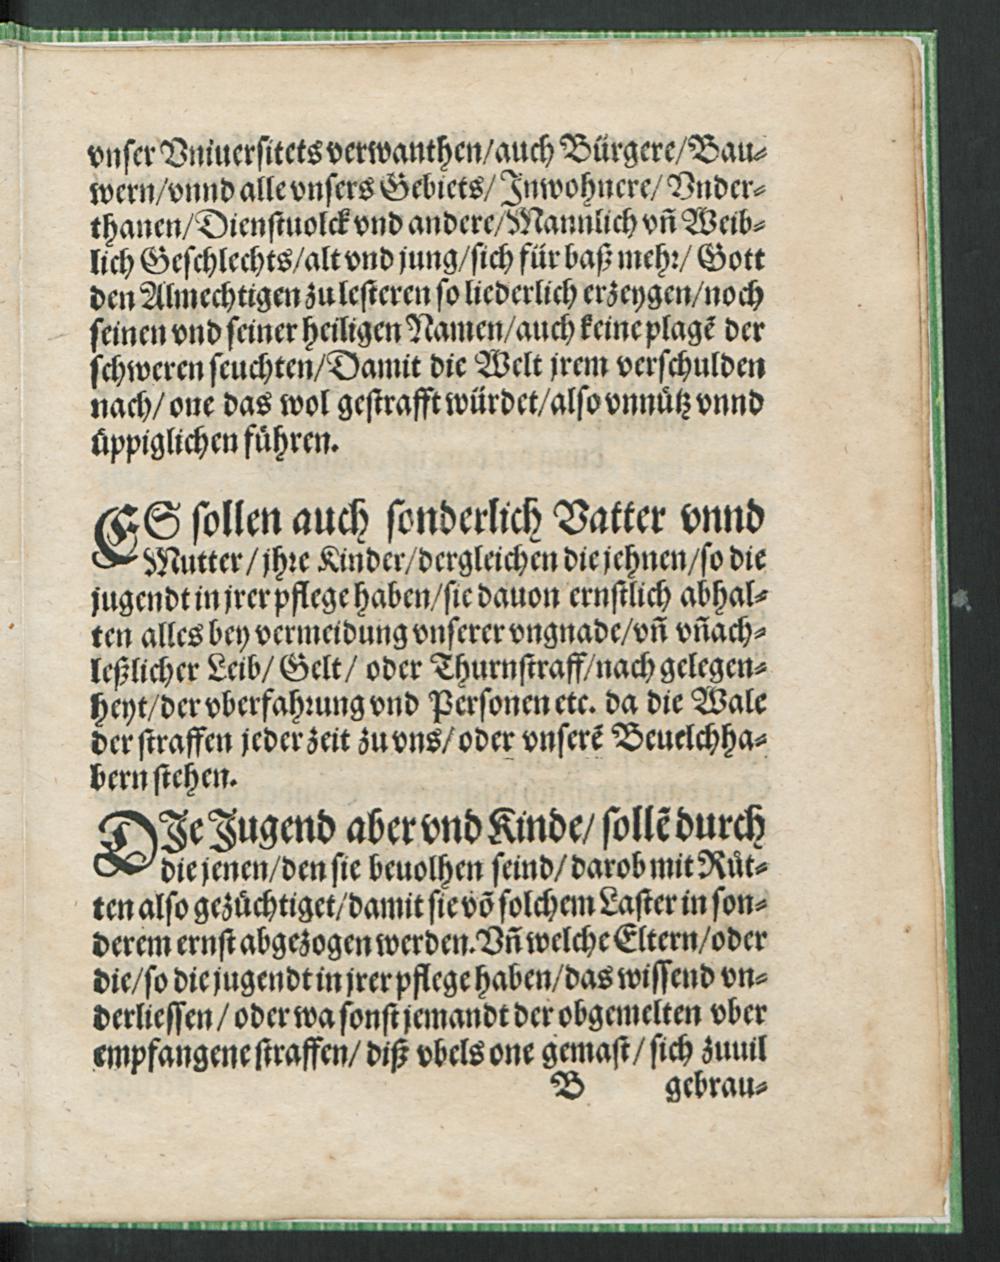 vnser Vniuersitets verwanthen/auch Bürgere/Bau⸗
wern/vnnd alle vnsers Gebiets/ Jnwohnere/ Vnder⸗
thanen/Dienstuolck vnd andere/Mannlich vñ Weib⸗
lich Geschlechts/alt vnd jung/sich für baß mehr/ Gott
den Almechtigen zu lesteren so liederlich erzeygen/noch
seinen vnd seiner heiligen Namen/auch keine plagẽ der
schweren seuchten/Damit die Welt jrem verschulden
nach/ one das wol gestrafft würdet/also vnnütz vnnd
üppiglichen führen.
ES sollen auch sonderlich Vatter vnnd
Mutter/ jhre Kinder/dergleichen die jehnen/so die
jugendt in jrer pflege haben/sie dauon ernstlich abhal⸗
ten alles bey vermeidung vnserer vngnade/vñ vñach⸗
leßlicher Leib/ Gelt/ oder Thurnstraff/nach gelegen⸗
heyt/der vberfahrung vnd Personen etc. da die Wale
der straffen jeder zeit zu vns/ oder vnserẽ Beuelchha⸗
bern stehen.
DJe Jugend aber vnd Kinde/ sollẽ durch
die jenen/den sie beuolhen seind/ darob mit Růt⸗
ten also gezüchtiget/damit sie võ solchem Laster in son⸗
derem ernst abgezogen werden. Vñ welche Eltern/oder
die/so die jugendt in jrer pflege haben/das wissend vn⸗
derliessen/ oder wa sonst jemandt der obgemelten vber
empfangene straffen/ diß vbels one gemast/ sich zuuil
B gebrau⸗